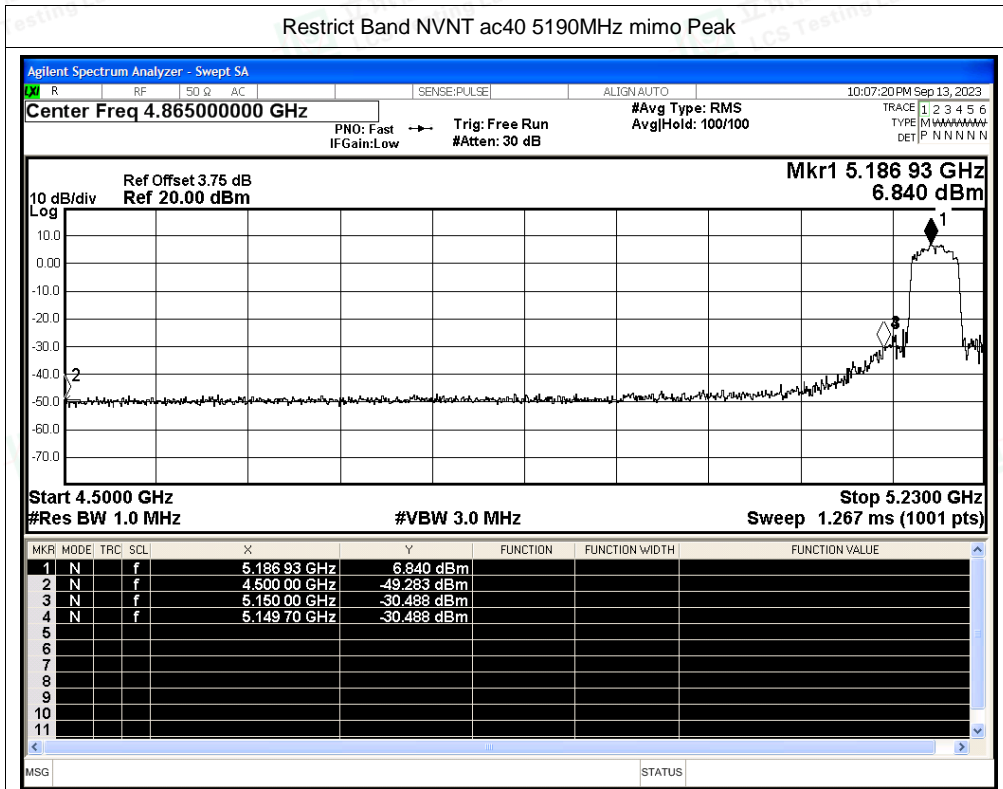 Restrict Band NVNT ac40 5190MHz mimo Peak
Agilent Spectrum Analyzer - Swept SA
LXI R RF 50 Ω AC SENSE:PULSE ALIGN AUTO 10:07:20 PM Sep 13, 2023
Center Freq 4.865000000 GHz #Avg Type: RMS TRACE 1 2 3 4 5 6
PNO: Fast Trig: Free Run Avg|Hold: 100/100 TYPE M
IFGain:Low #Atten: 30 dB DET P N N N N N
Mkr1 5.186 93 GHz
Ref Offset 3.75 dB 6.840 dBm
10 dB/div Ref 20.00 dBm
Log
1
10.0
0.00
-10.0
-20.0
-30.0
-40.0
2
-50.0
-60.0
-70.0
Start 4.5000 GHz Stop 5.2300 GHz
#Res BW 1.0 MHz #VBW 3.0 MHz Sweep 1.267 ms (1001 pts)
MKR MODE TRC SCL X Y FUNCTION FUNCTION WIDTH FUNCTION VALUE
1 N f 5.186 93 GHz 6.840 dBm
2 N f 4.500 00 GHz -49.283 dBm
3 N f 5.150 00 GHz -30.488 dBm
4 N f 5.149 70 GHz -30.488 dBm
5
6
7
8
9
10
11
MSG STATUS